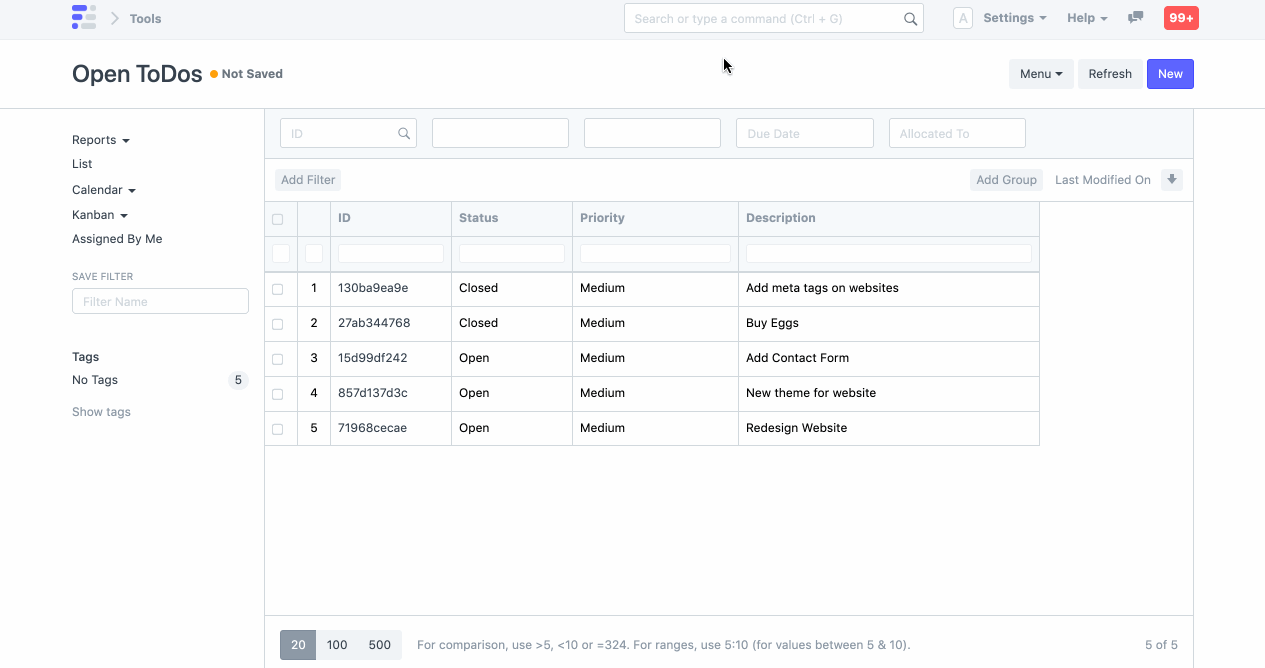 Tools
Search or type a command (Ctrl + G)
A
Settings
Help
99+
Open ToDos
Not Saved
Menu
Refresh
New
Reports
List
Calendar
Kanban
Assigned By Me
SAVE FILTER
Filter Name
Tags
No Tags 5
Show tags
ID
Due Date
Allocated To
Add Filter
Add Group
Last Modified On
ID Status Priority Description
1 130ba9ea9e Closed Medium Add meta tags on websites
2 27ab344768 Closed Medium Buy Eggs
3 15d99df242 Open Medium Add Contact Form
4 857d137d3c Open Medium New theme for website
5 71968cecae Open Medium Redesign Website
20 100 500
For comparison, use >5, <10 or =324. For ranges, use 5:10 (for values between 5 & 10).
5 of 5